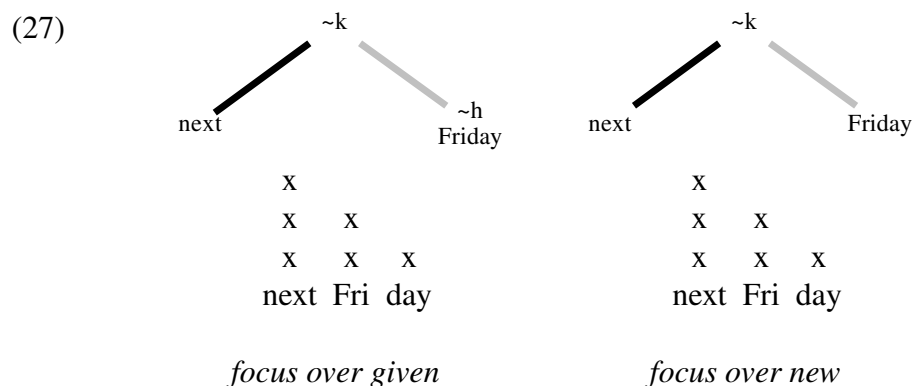 (27)
~k ~k
next ~h next Friday
Friday
x x
x x x x
x x x x x x
next Fri day next Fri day
focus over given focus over new